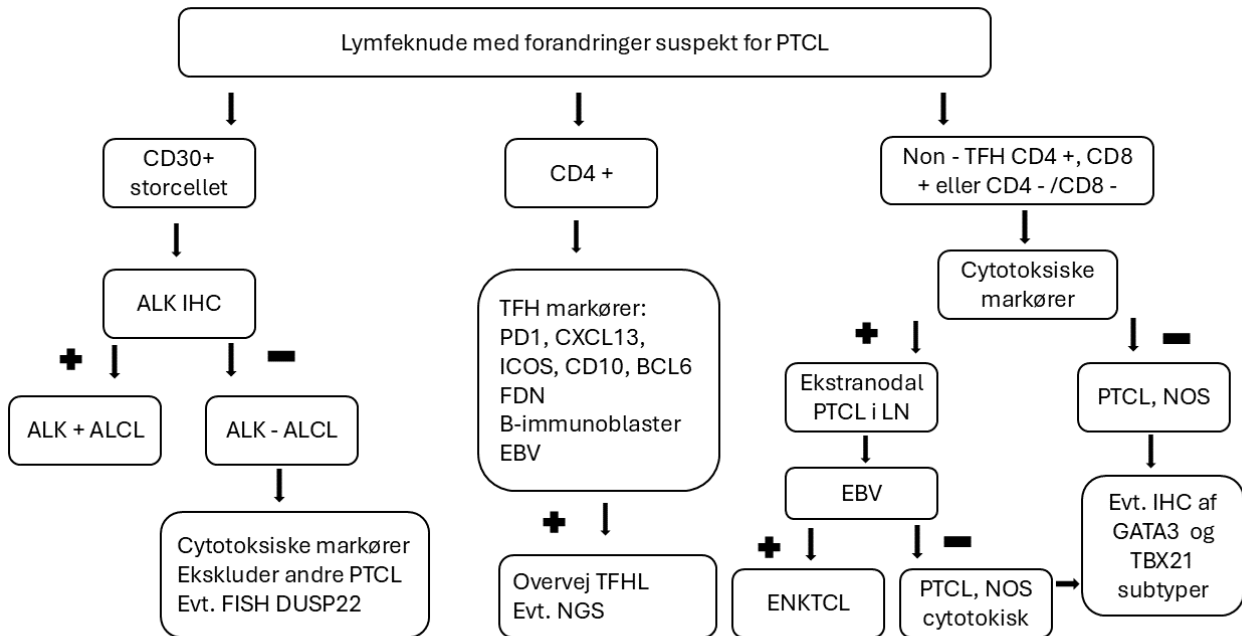 Lymfeknude med forandringer suspekt for PTCL
CD30+
storcellet
CD4 +
Non - TFH CD4 +, CD8
+ eller CD4 - /CD8 -
ALK IHC
Cytotoksiske
markører
TFH markører:
PD1, CXCL13,
ICOS, CD10, BCL6
FDN
B-immunoblaster
EBV
+
-
+
-
ALK + ALCL
ALK - ALCL
Ekstranodal
PTCL i LN
PTCL, NOS
EBV
Cytotoksiske markører
Ekskluder andre PTCL
Evt. FISH DUSP22
+
Overvej TFHL
Evt. NGS
+
-
ENKTCL
PTCL, NOS
cytotokisk
Evt. IHC af
GATA3 og
TBX21
subtyper